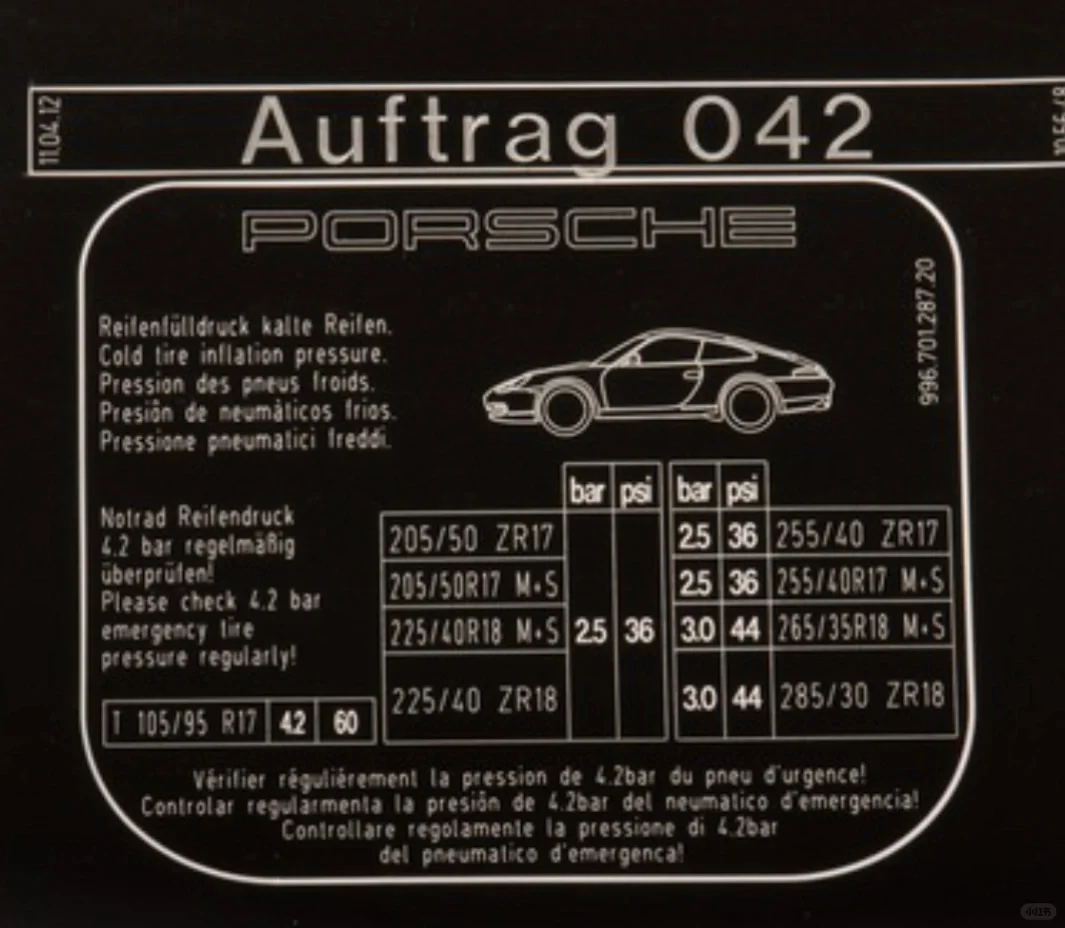 11.04.12
Auftrag 042
PORSCHE
996.701.287.20
Reifenfülldruck kalte Reifen.
Cold tire inflation pressure.
Pression des pneus froids.
Presiôn de neumâticos frios.
Pressione pneumatici freddi.
bar psi bar psi
Notrad Reifendruck
4.2 bar regelmäßig
überprüfen!
Please check 4.2 bar
emergency tire
pressure regularly!
205/50 ZR17 2.5 36 255/40 ZR17
205/50R17 M+S 2.5 36 255/40R17 M+S
225/40R18 M+S 2.5 36 3.0 44 265/35R18 M+S
225/40 ZR18 3.0 44 285/30 ZR18
T 105/95 R17 4.2 60
Vérifier régulièrement la pression de 4.2bar du pneu d'urgence!
Controlar regularmenta la presiôn de 4.2bar del neumatico d'emergencia!
Controllare regolamente la pressione di 4.2bar
del pneumatico d'emergenca!